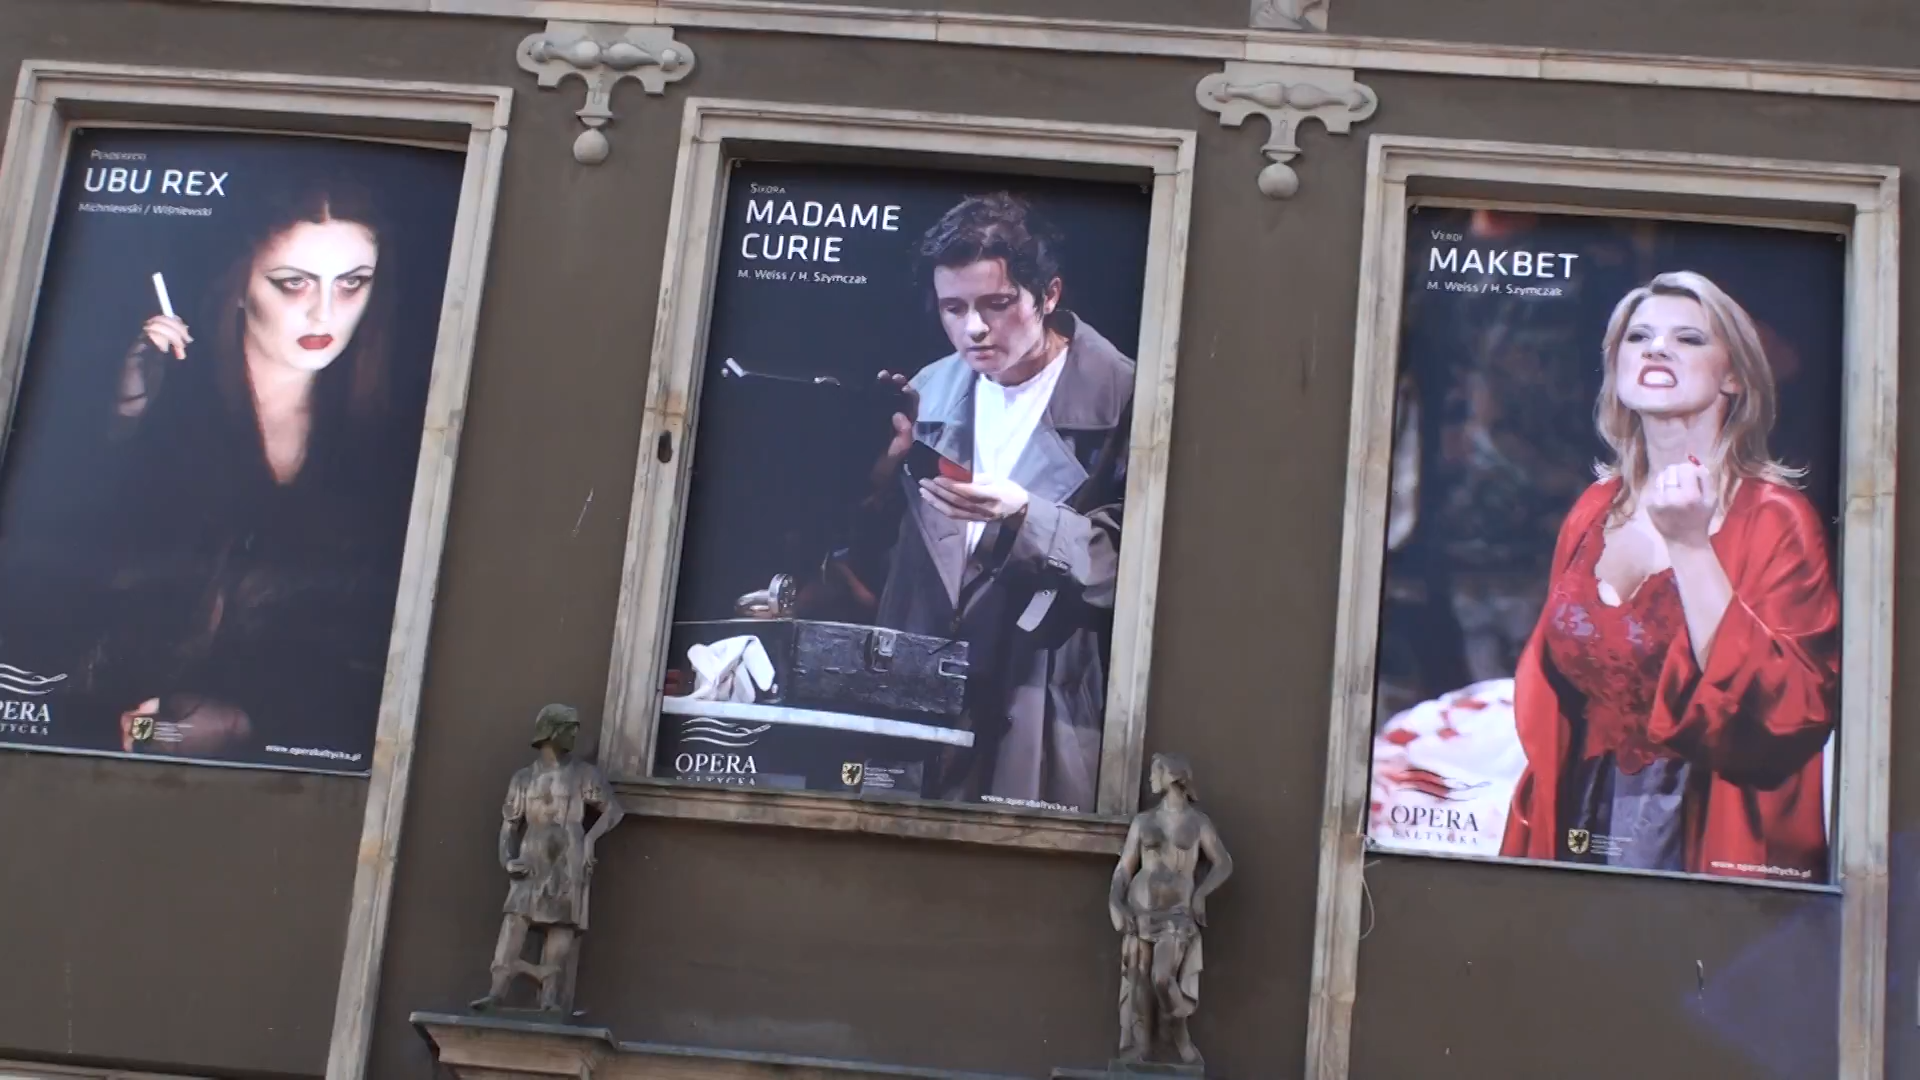 PENDERECKI
UBU REX
Michniewski / Wiśniewski
OPERA
www.operabaltycka.pl
SIKORA
MADAME
CURIE
M. Weiss / H. Szymczak
OPERA
BAŁTYCKA
www.operabaltycka.pl
VERDI
MAKBET
M. Weiss / H. Szymczak
OPERA
BAŁTYCKA
www.operabaltycka.pl